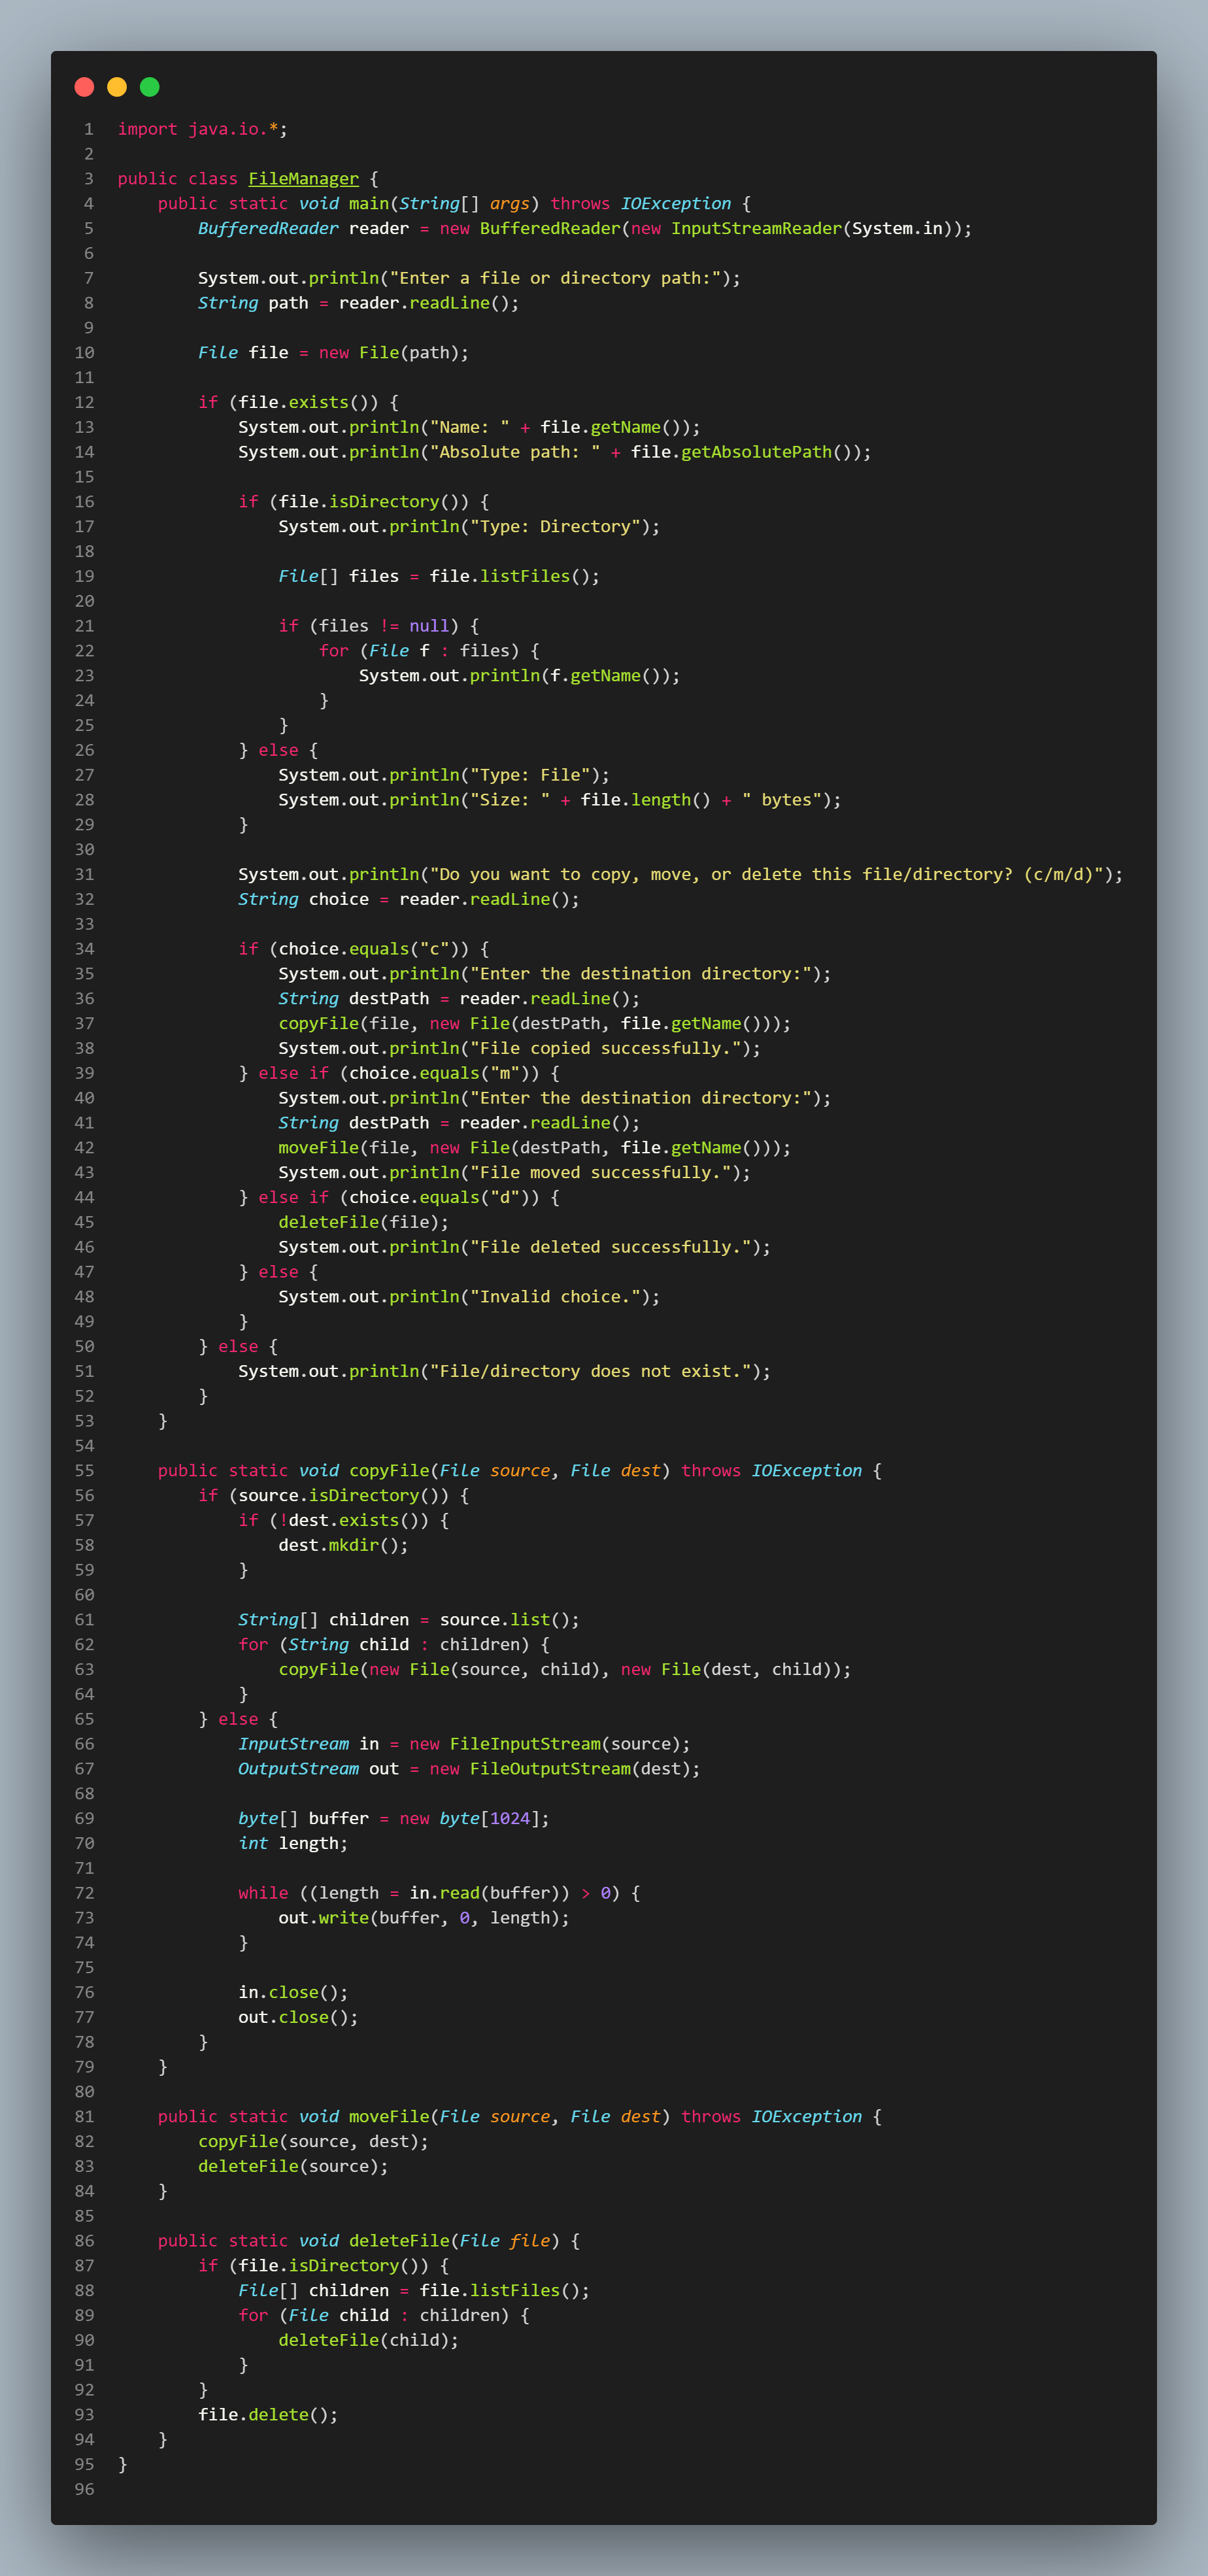 1 import java.io.*;
2
3 public class FileManager {
4     public static void main(String[] args) throws IOException {
5         BufferedReader reader = new BufferedReader(new InputStreamReader(System.in));
6
7         System.out.println("Enter a file or directory path:");
8         String path = reader.readLine();
9
10         File file = new File(path);
11
12         if (file.exists()) {
13             System.out.println("Name: " + file.getName());
14             System.out.println("Absolute path: " + file.getAbsolutePath());
15
16             if (file.isDirectory()) {
17                 System.out.println("Type: Directory");
18
19                 File[] files = file.listFiles();
20
21                 if (files != null) {
22                     for (File f : files) {
23                         System.out.println(f.getName());
24                     }
25                 }
26             } else {
27                 System.out.println("Type: File");
28                 System.out.println("Size: " + file.length() + " bytes");
29             }
30
31             System.out.println("Do you want to copy, move, or delete this file/directory? (c/m/d)");
32             String choice = reader.readLine();
33
34             if (choice.equals("c")) {
35                 System.out.println("Enter the destination directory:");
36                 String destPath = reader.readLine();
37                 copyFile(file, new File(destPath, file.getName()));
38                 System.out.println("File copied successfully.");
39             } else if (choice.equals("m")) {
40                 System.out.println("Enter the destination directory:");
41                 String destPath = reader.readLine();
42                 moveFile(file, new File(destPath, file.getName()));
43                 System.out.println("File moved successfully.");
44             } else if (choice.equals("d")) {
45                 deleteFile(file);
46                 System.out.println("File deleted successfully.");
47             } else {
48                 System.out.println("Invalid choice.");
49             }
50         } else {
51             System.out.println("File/directory does not exist.");
52         }
53     }
54
55     public static void copyFile(File source, File dest) throws IOException {
56         if (source.isDirectory()) {
57             if (!dest.exists()) {
58                 dest.mkdir();
59             }
60
61             String[] children = source.list();
62             for (String child : children) {
63                 copyFile(new File(source, child), new File(dest, child));
64             }
65         } else {
66             InputStream in = new FileInputStream(source);
67             OutputStream out = new FileOutputStream(dest);
68
69             byte[] buffer = new byte[1024];
70             int length;
71
72             while ((length = in.read(buffer)) > 0) {
73                 out.write(buffer, 0, length);
74             }
75
76             in.close();
77             out.close();
78         }
79     }
80
81     public static void moveFile(File source, File dest) throws IOException {
82         copyFile(source, dest);
83         deleteFile(source);
84     }
85
86     public static void deleteFile(File file) {
87         if (file.isDirectory()) {
88             File[] children = file.listFiles();
89             for (File child : children) {
90                 deleteFile(child);
91             }
92         }
93         file.delete();
94     }
95 }
96